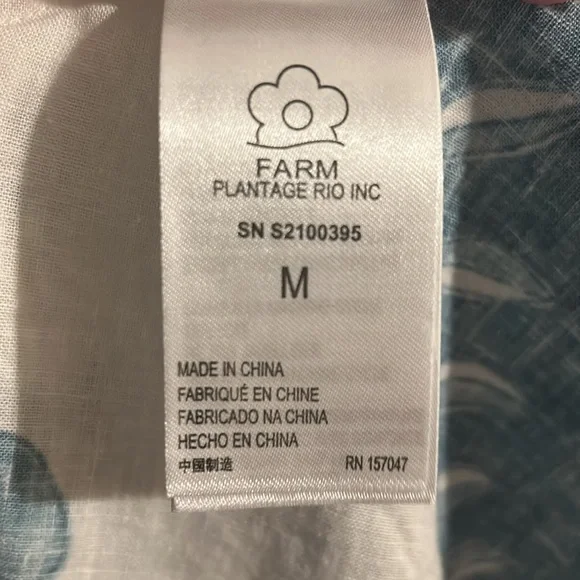 FARM
PLANTAGE RIO INC
SN S2100395
M
MADE IN CHINA
FABRIQUÉ EN CHINE
FABRICADO NA CHINA
HECHO EN CHINA
中国制造 RN 157047